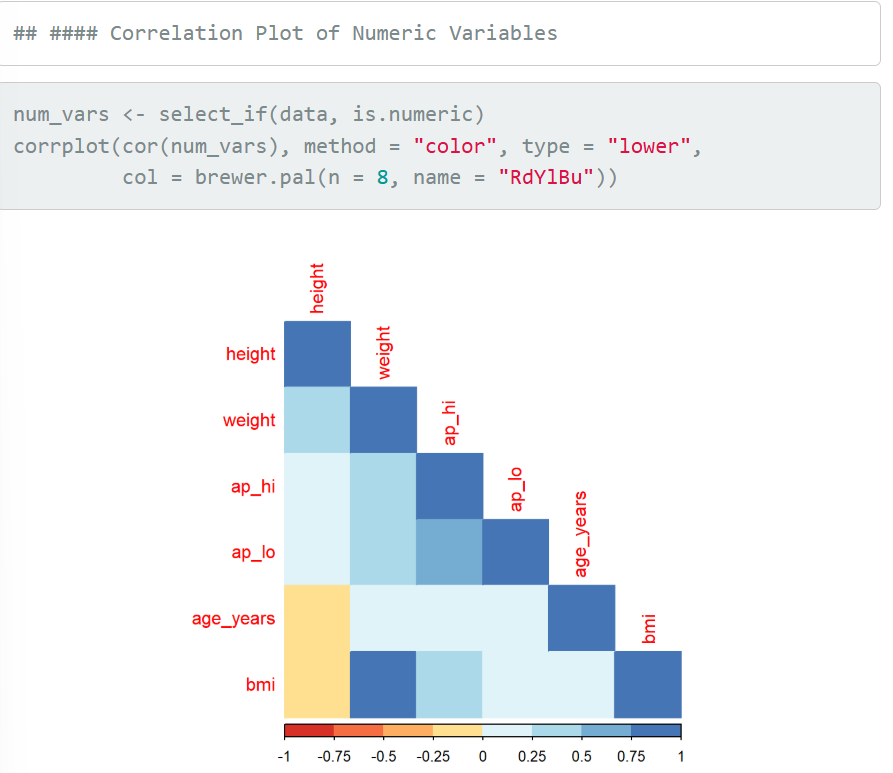 ## #### Correlation Plot of Numeric Variables
num_vars <- select_if(data, is.numeric)
corrplot(cor(num_vars), method = "color", type = "lower",
         col = brewer.pal(n = 8, name = "RdYlBu"))
height
weight
ap_hi
ap_lo
age_years
bmi
height
weight
ap_hi
ap_lo
age_years
bmi
-1 -0.75 -0.5 -0.25 0 0.25 0.5 0.75 1